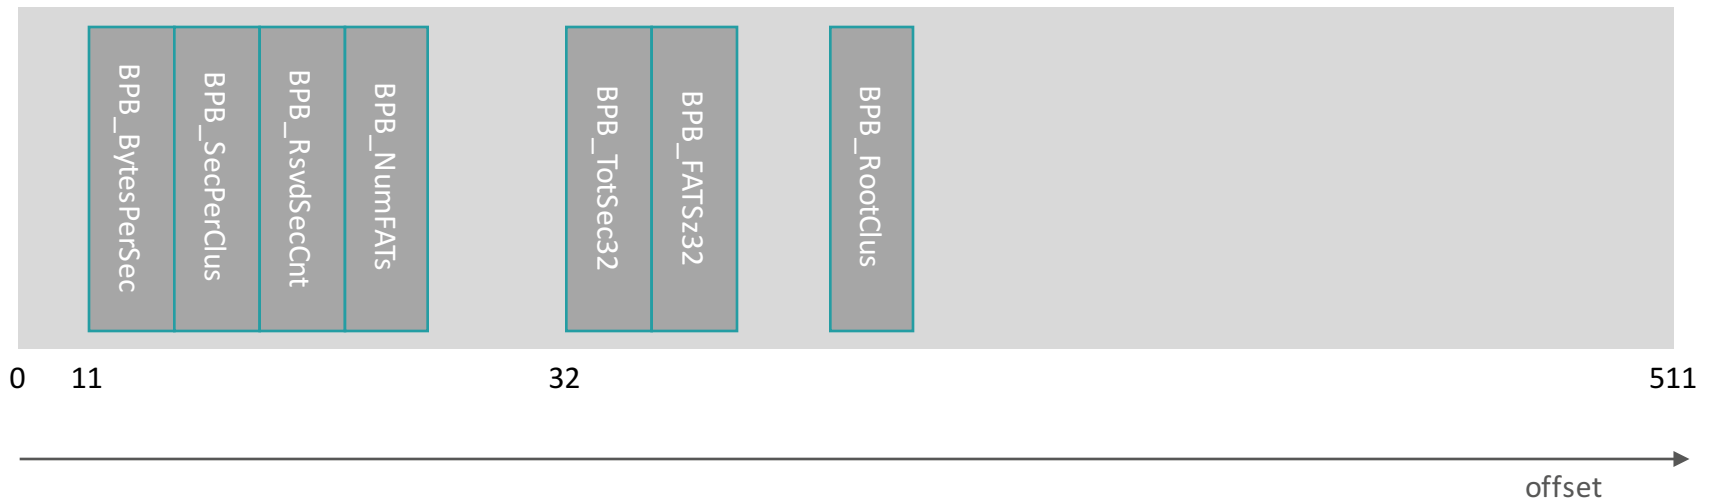 BPB_BytesPerSec
BPB_SecPerClus
BPB_RsvdSecCnt
BPB_NumFATs
BPB_TotSec32
BPB_FATSz32
BPB_RootClus
0
11
32
511
offset